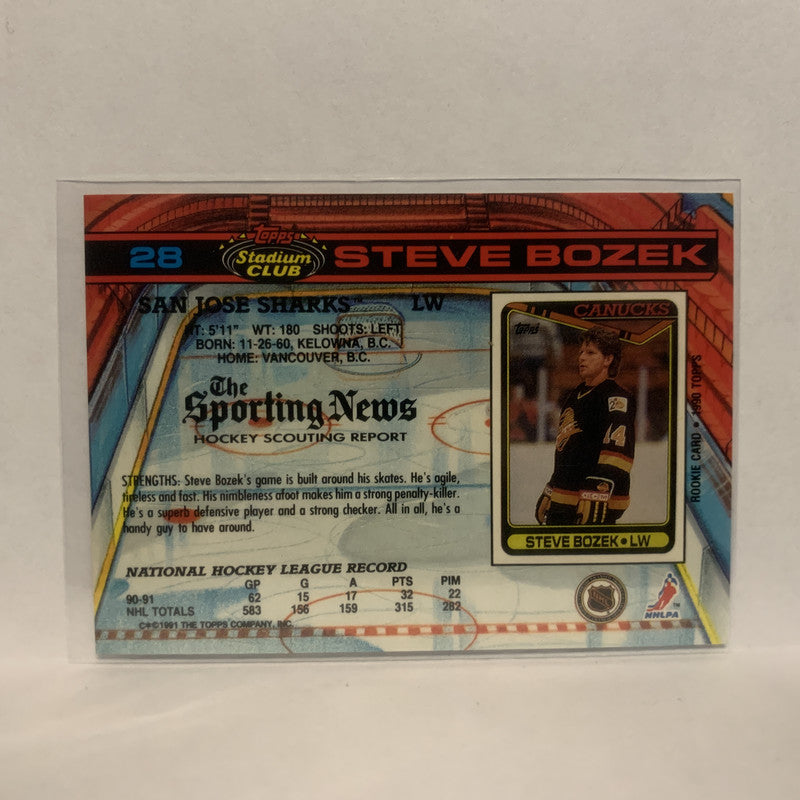 28
Topps
Stadium
CLUB
STEVE BOZEK
SAN JOSE SHARKS™ LW
HT: 5'11" WT: 180 SHOOTS: LEFT
BORN: 11-26-60, KELOWNA, B.C.
HOME: VANCOUVER, B.C.
The
Sporting News
HOCKEY SCOUTING REPORT
STRENGTHS: Steve Bozek's game is built around his skates. He's agile,
tireless and fast. His nimbleness afoot makes him a strong penalty-killer.
He's a superb defensive player and a strong checker. All in all, he's a
handy guy to have around.
NATIONAL HOCKEY LEAGUE RECORD
GP G A PTS PIM
90-91 62 15 17 32 22
NHL TOTALS 583 156 159 315 282
C✱©1991 THE TOPPS COMPANY, INC.
CANUCKS
Topps
14
STEVE BOZEK • LW
ROOKIE CARD • 1990 TOPPS
NHL
NHLPA™